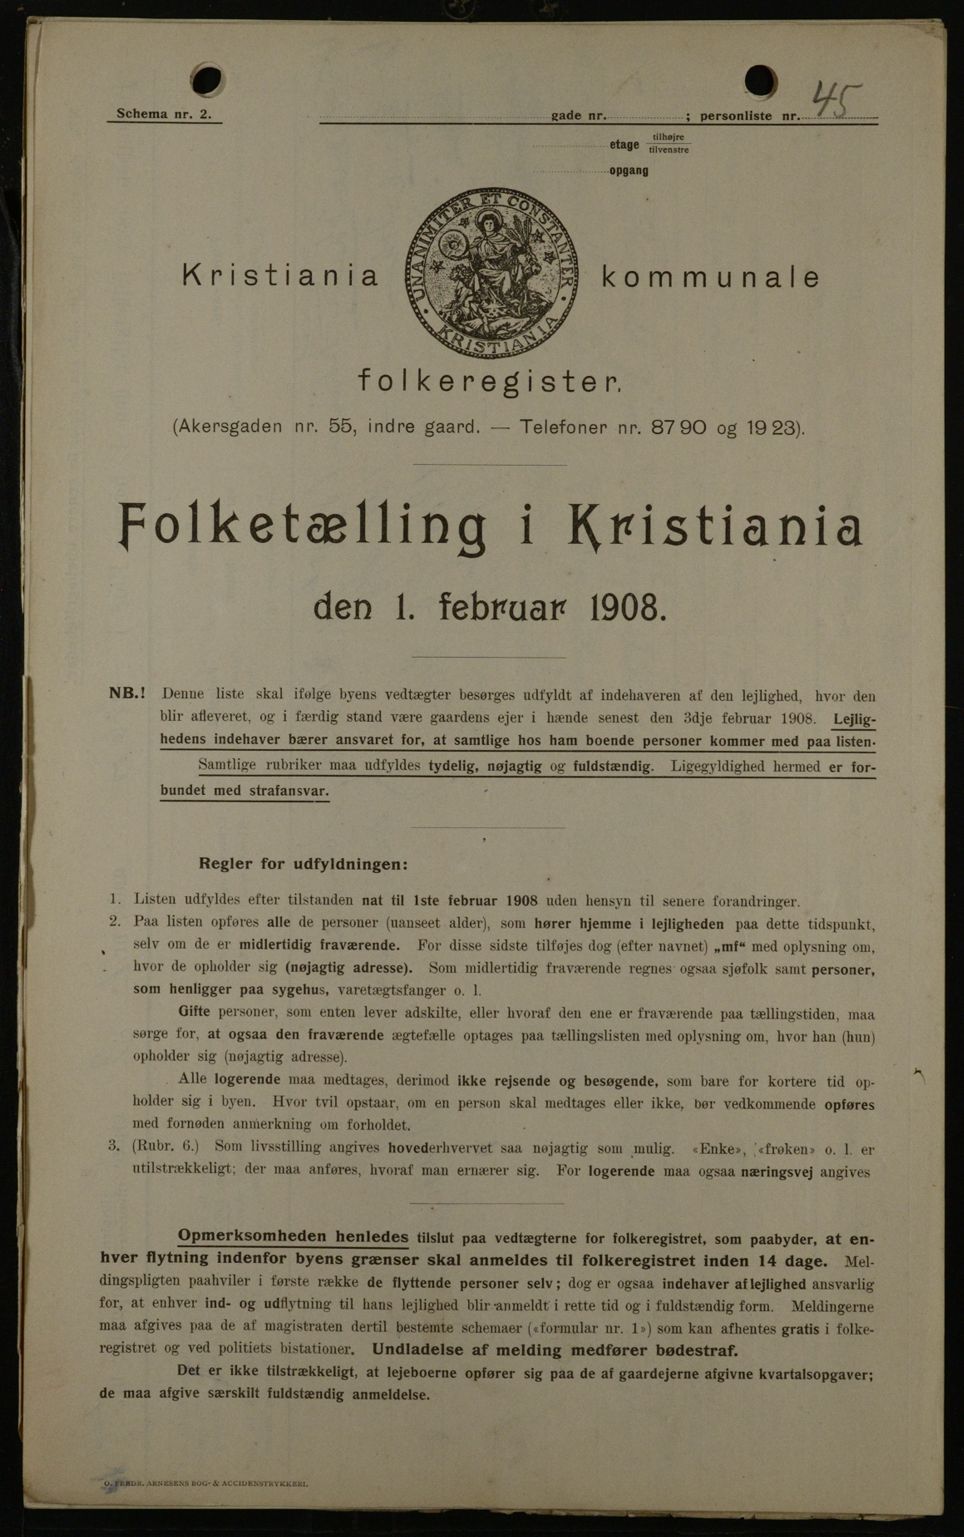 Schema nr. 2.
gade nr. ; personliste nr. 45
etage tilhøjre
tilvenstre
opgang
UNANIMITER ET CONSTANTER
KRISTIANIA
Kristiania kommunale
folkeregister.
(Akersgaden nr. 55, indre gaard. — Telefoner nr. 8790 og 1923).
Folketælling i Kristiania
den 1. februar 1908.
NB.! Denne liste skal ifølge byens vedtægter besørges udfyldt af indehaveren af den lejlighed, hvor den
blir afleveret, og i færdig stand være gaardens ejer i hænde senest den 3dje februar 1908. Lejlig-
hedens indehaver bærer ansvaret for, at samtlige hos ham boende personer kommer med paa listen.
Samtlige rubriker maa udfyldes tydelig, nøjagtig og fuldstændig. Ligegyldighed hermed er for-
bundet med strafansvar.
Regler for udfyldningen:
1. Listen udfyldes efter tilstanden nat til 1ste februar 1908 uden hensyn til senere forandringer.
2. Paa listen opføres alle de personer (uanseet alder), som hører hjemme i lejligheden paa dette tidspunkt,
selv om de er midlertidig fraværende. For disse sidste tilføjes dog (efter navnet) „mf“ med oplysning om,
hvor de opholder sig (nøjagtig adresse). Som midlertidig fraværende regnes ogsaa sjøfolk samt personer,
som henligger paa sygehus, varetægtsfanger o. l.
Gifte personer, som enten lever adskilte, eller hvoraf den ene er fraværende paa tællingstiden, maa
sørge for, at ogsaa den fraværende ægtefælle optages paa tællingslisten med oplysning om, hvor han (hun)
opholder sig (nøjagtig adresse).
Alle logerende maa medtages, derimod ikke rejsende og besøgende, som bare for kortere tid op-
holder sig i byen. Hvor tvil opstaar, om en person skal medtages eller ikke, bør vedkommende opføres
med fornøden anmerkning om forholdet.
3. (Rubr. 6.) Som livsstilling angives hovederhvervet saa nøjagtig som mulig. «Enke», «frøken» o. l. er
utilstrækkeligt; der maa anføres, hvoraf man ernærer sig. For logerende maa ogsaa næringsvej angives
Opmerksomheden henledes tilslut paa vedtægterne for folkeregistret, som paabyder, at en-
hver flytning indenfor byens grænser skal anmeldes til folkeregistret inden 14 dage. Mel-
dingspligten paahviler i første række de flyttende personer selv; dog er ogsaa indehaver af lejlighed ansvarlig
for, at enhver ind- og udflytning til hans lejlighed blir anmeldt i rette tid og i fuldstændig form. Meldingerne
maa afgives paa de af magistraten dertil bestemte schemaer («formular nr. 1») som kan afhentes gratis i folke-
registret og ved politiets bistationer. Undladelse af melding medfører bødestraf.
Det er ikke tilstrækkeligt, at lejeboerne opfører sig paa de af gaardejerne afgivne kvartalsopgaver;
de maa afgive særskilt fuldstændig anmeldelse.
O. FREDR. ARNESENS BOG- & ACCIDENSTRYKKERI.